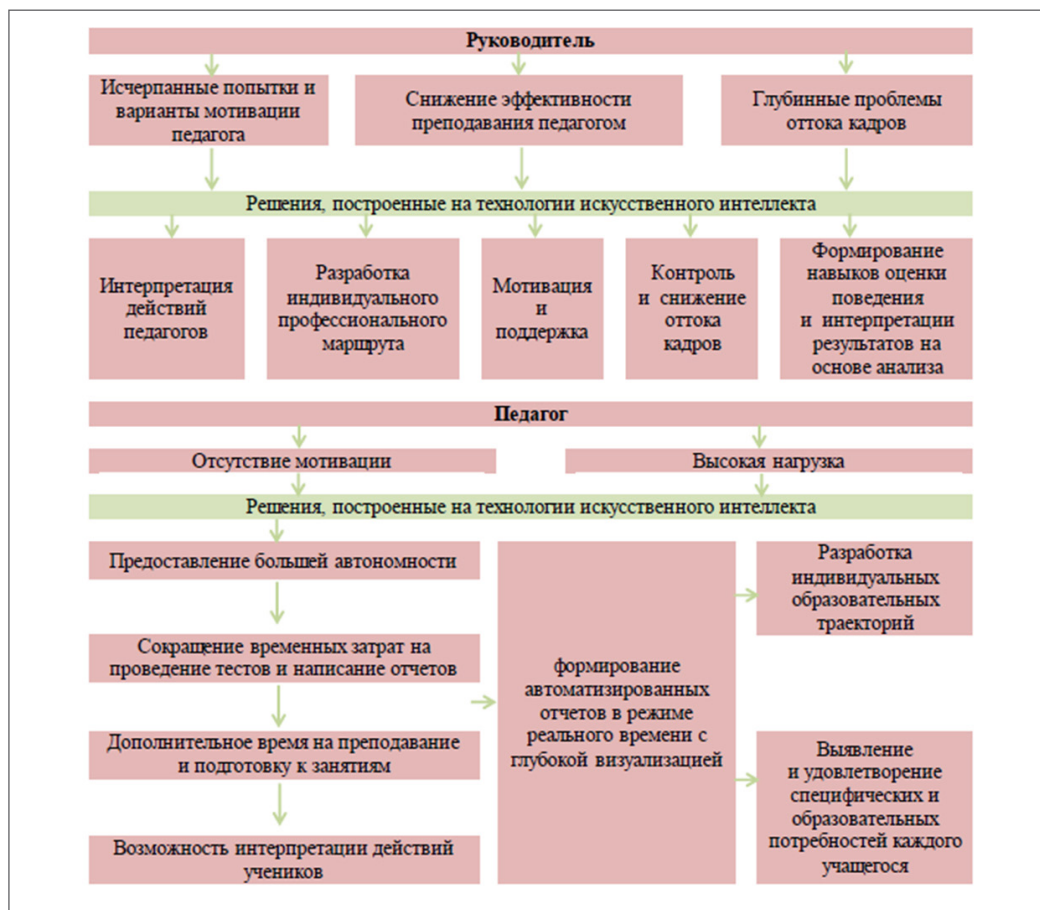 Руководитель
Исчерпанные попытки и
варианты мотивации
педагога
Снижение эффективности
преподавания педагогом
Глубинные проблемы
оттока кадров
Решения, построенные на технологии искусственного интеллекта
Интерпретация
действий
педагогов
Разработка
индивидуального
профессионального
маршрута
Мотивация
и
поддержка
Контроль
и снижение
оттока
кадров
Формирование
навыков оценки
поведения
и интерпретации
результатов на
основе анализа
Педагог
Отсутствие мотивации
Высокая нагрузка
Решения, построенные на технологии искусственного интеллекта
Предоставление большей автономности
Сокращение временных затрат на
проведение тестов и написание отчетов
Дополнительное время на преподавание
и подготовку к занятиям
Возможность интерпретации действий
учеников
формирование
автоматизированных
отчетов в режиме
реального времени с
глубокой визуализацией
Разработка
индивидуальных
образовательных
траекторий
Выявление
и удовлетворение
специфических и
образовательных
потребностей каждого
учащегося